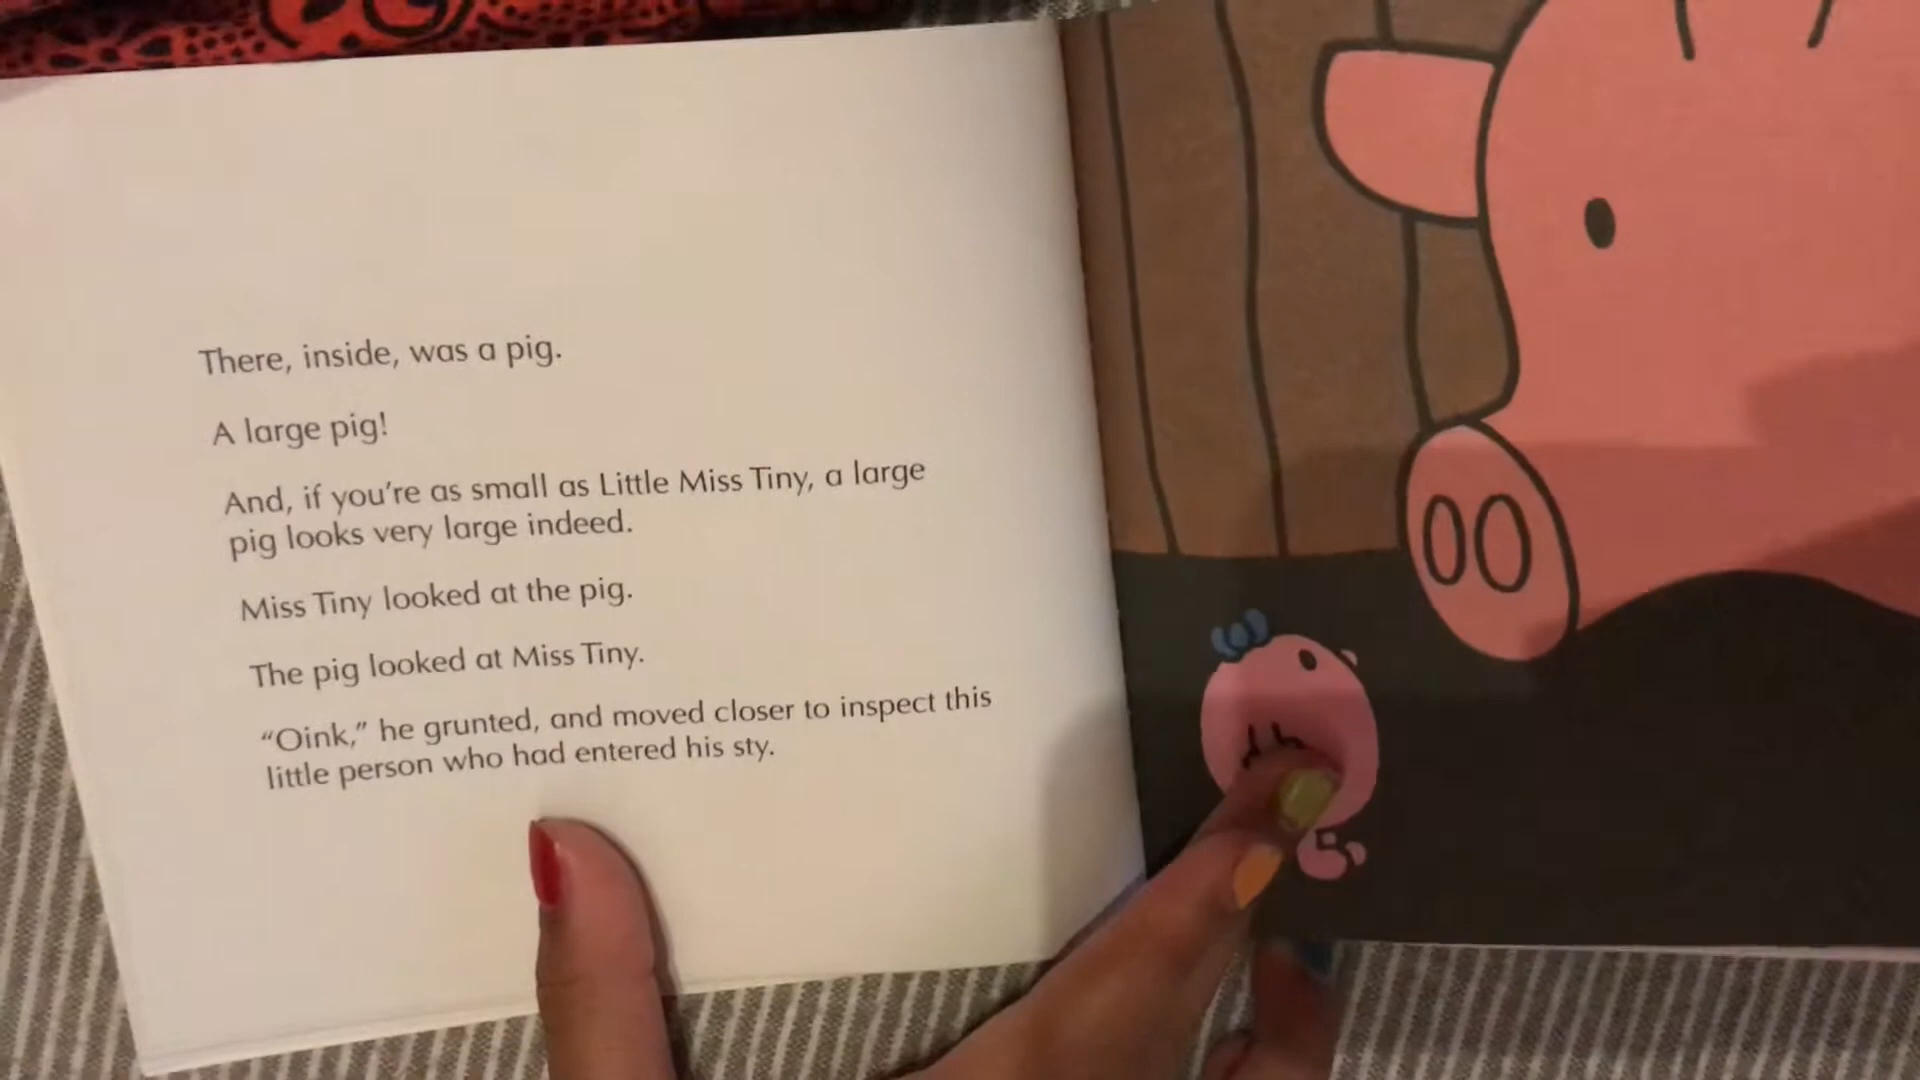 There, inside, was a pig.
A large pig!
And, if you're as small as Little Miss Tiny, a large
pig looks very large indeed.
Miss Tiny looked at the pig.
The pig looked at Miss Tiny.
“Oink,” he grunted, and moved closer to inspect this
little person who had entered his sty.